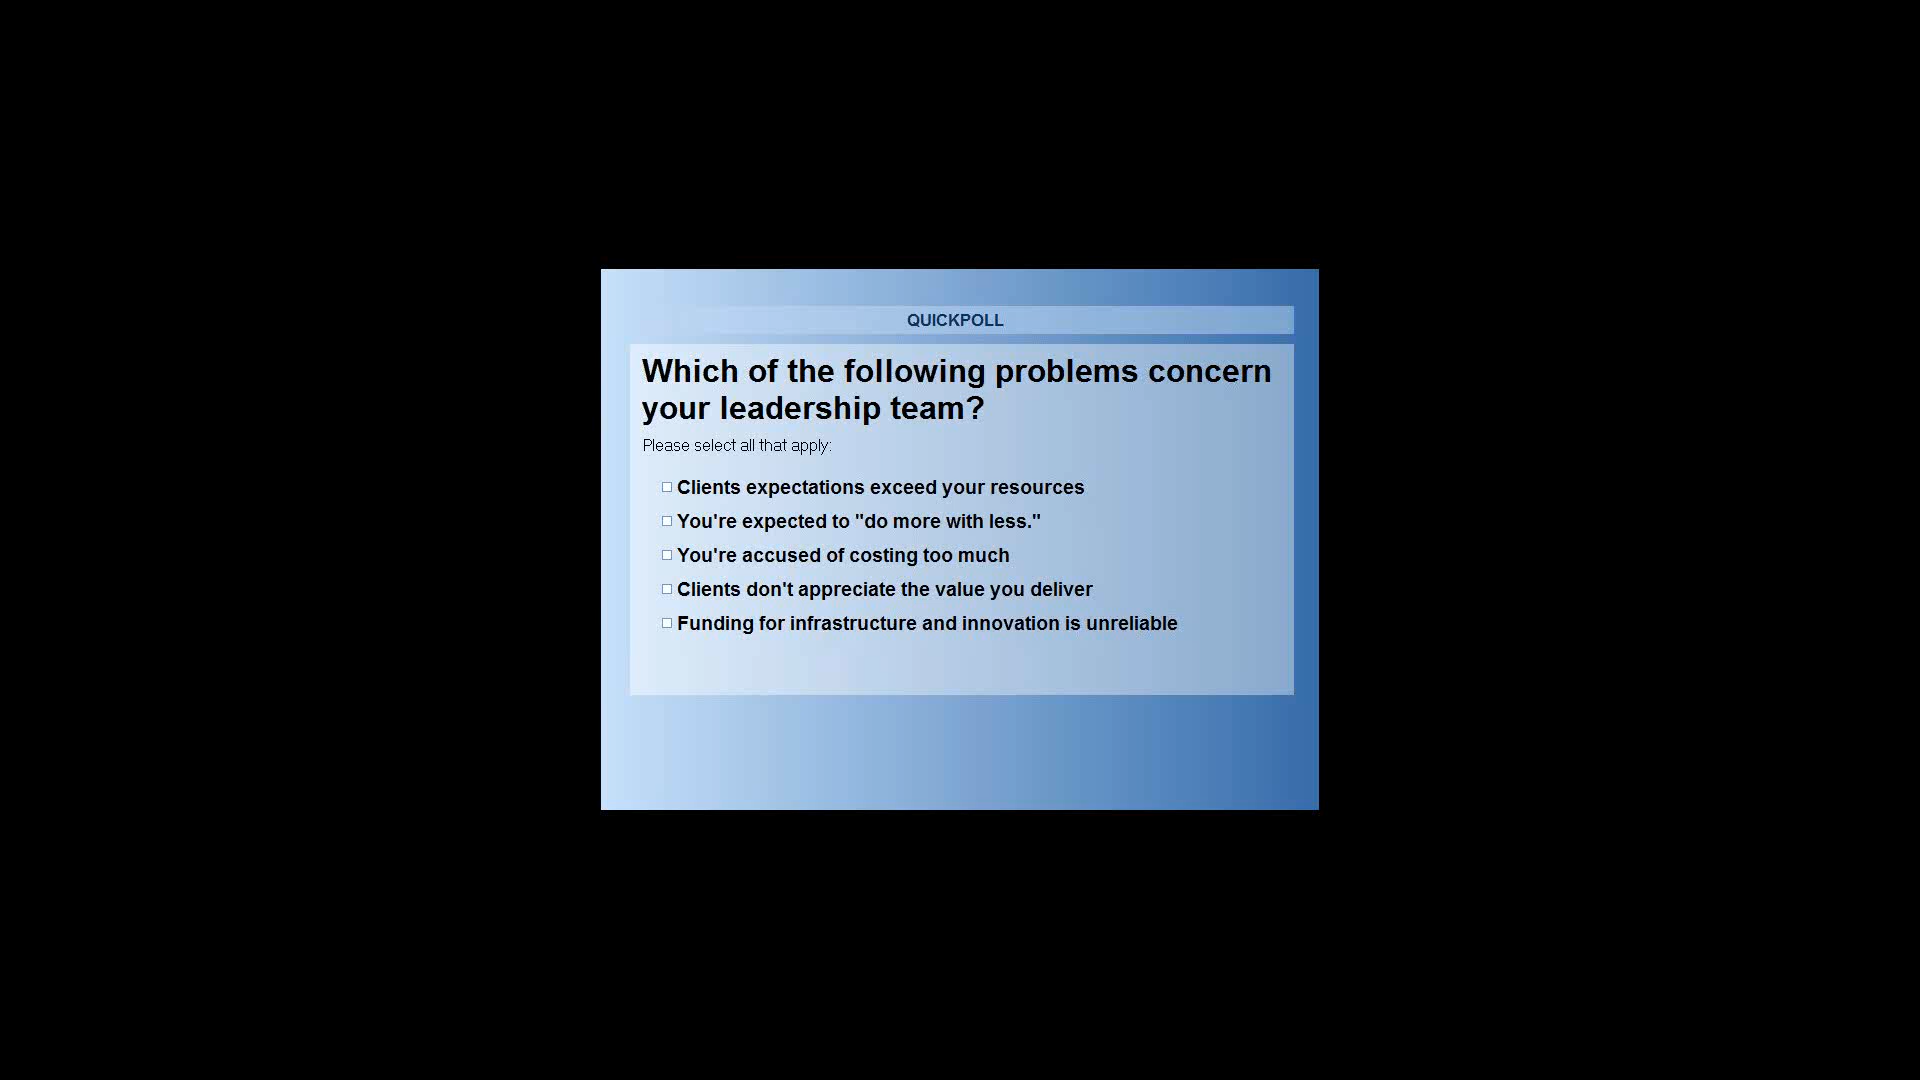 QUICKPOLL
Which of the following problems concern
your leadership team?
Please select all that apply:
Clients expectations exceed your resources
You're expected to "do more with less."
You're accused of costing too much
Clients don't appreciate the value you deliver
Funding for infrastructure and innovation is unreliable